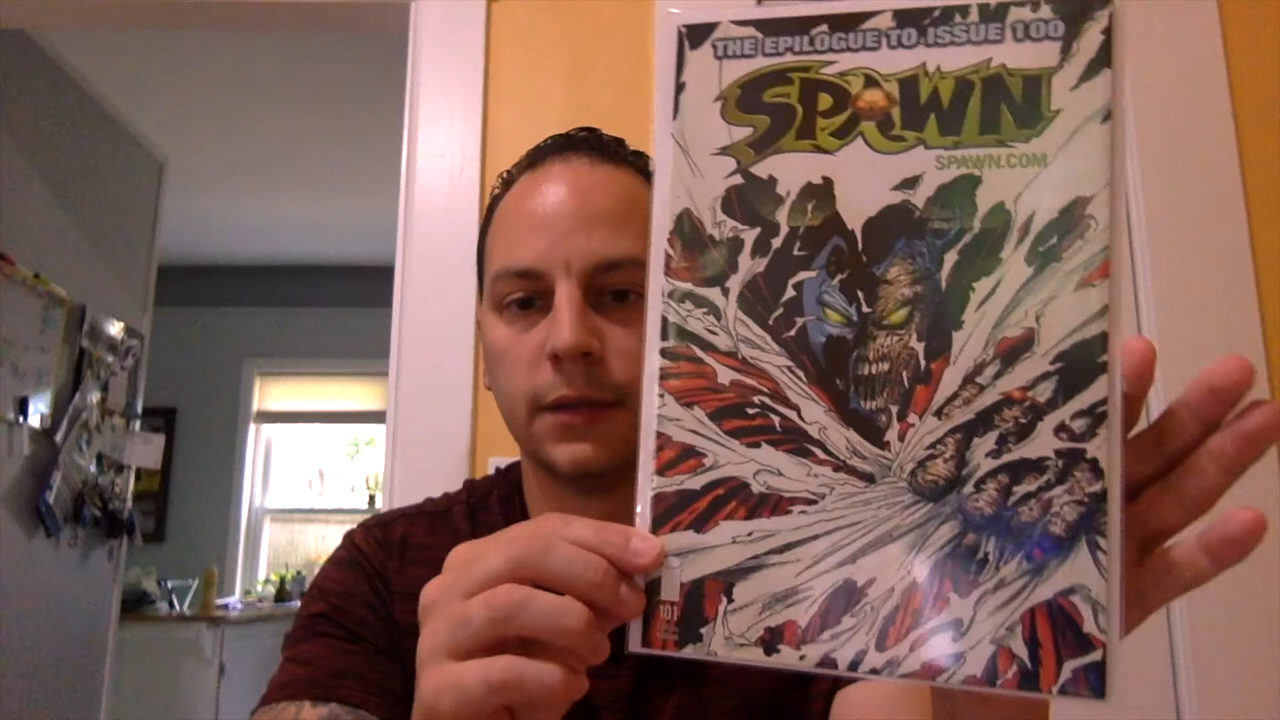 THE EPILOGUE TO ISSUE 100
SPAWN
SPAWN.COM
101